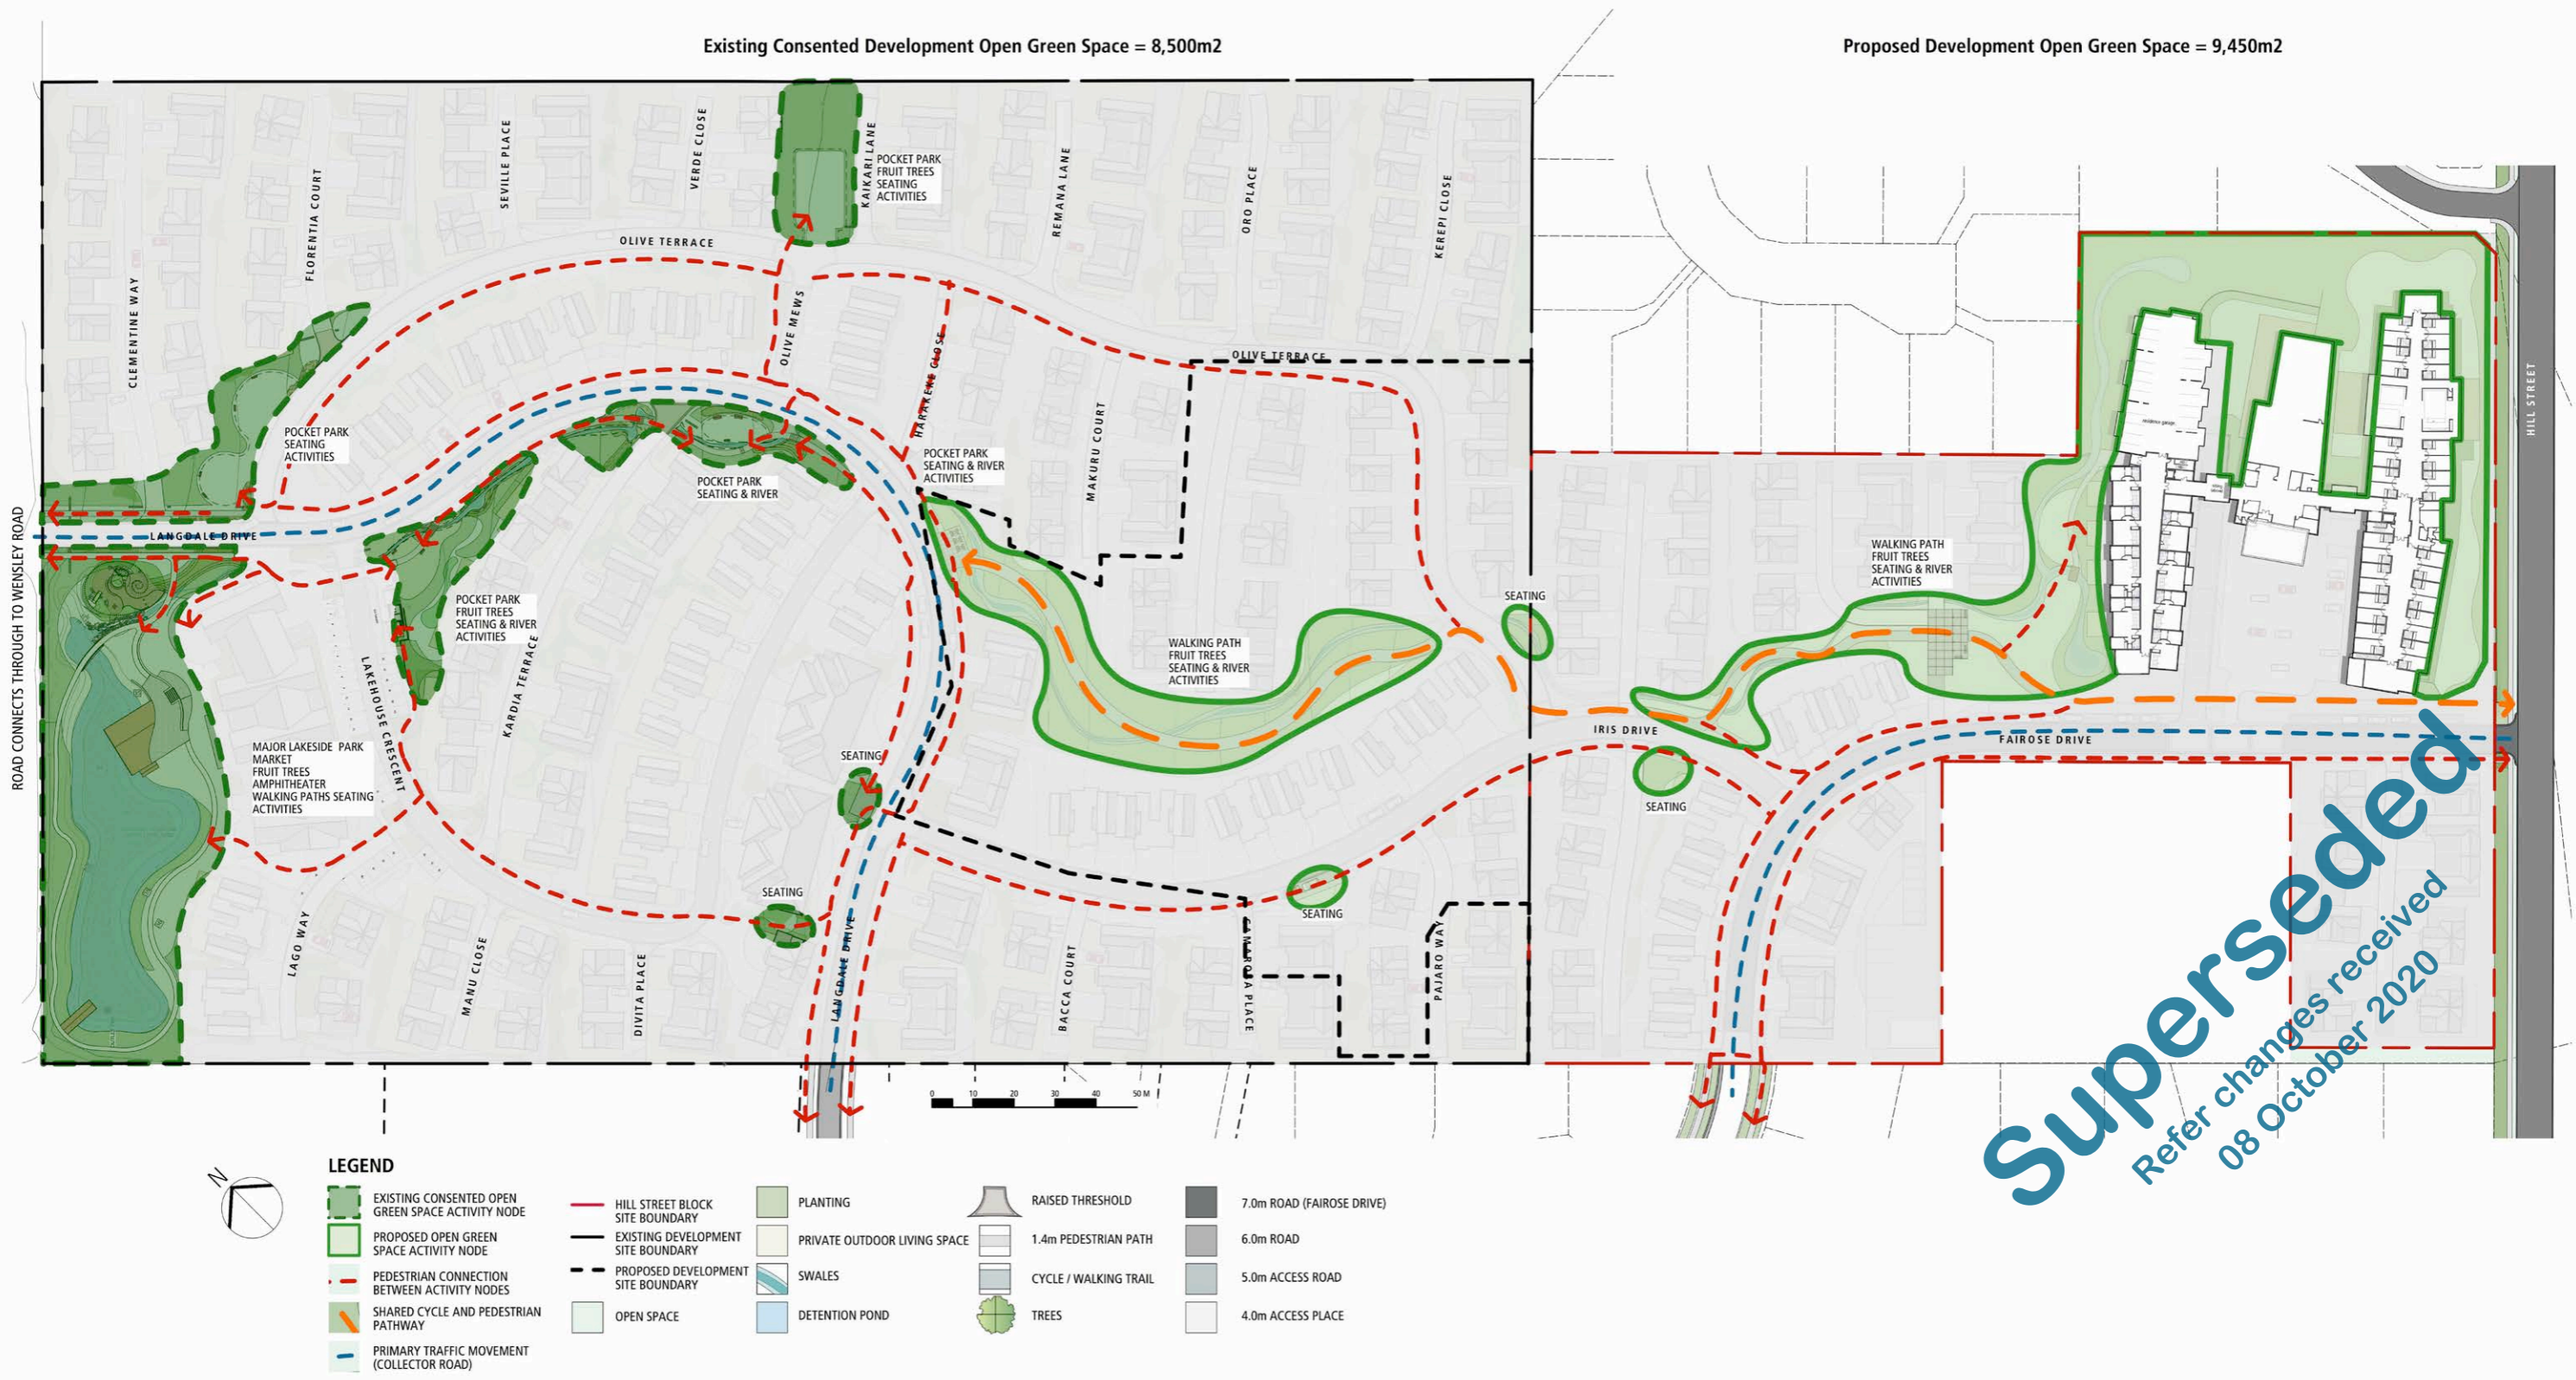 Existing Consented Development Open Green Space = 8,500m2
Proposed Development Open Green Space = 9,450m2
CLEMENTINE WAY
FLORENTIA COURT
SEVILLE PLACE
VERDE CLOSE
KAIKARI LANE
POCKET PARK
FRUIT TREES
SEATING
ACTIVITIES
REMANA LANE
ORO PLACE
KEREPI CLOSE
OLIVE TERRACE
OLIVE MEWS
HARAKEKE CLOSE
OLIVE TERRACE
MAKURU COURT
HILL STREET
POCKET PARK
SEATING
ACTIVITIES
POCKET PARK
SEATING & RIVER
POCKET PARK
SEATING & RIVER
ACTIVITIES
ROAD CONNECTS THROUGH TO WENSLEY ROAD
LANGDALE DRIVE
POCKET PARK
FRUIT TREES
SEATING & RIVER
ACTIVITIES
LAKEHOUSE CRESCENT
KARDIA TERRACE
WALKING PATH
FRUIT TREES
SEATING & RIVER
ACTIVITIES
SEATING
WALKING PATH
FRUIT TREES
SEATING & RIVER
ACTIVITIES
MAJOR LAKESIDE PARK
MARKET
FRUIT TREES
AMPHITHEATER
WALKING PATHS SEATING
ACTIVITIES
SEATING
IRIS DRIVE
FAIROSE DRIVE
SEATING
SEATING
SEATING
LAGO WAY
MANU CLOSE
DIVITA PLACE
LANGDALE DRIVE
BACCA COURT
PAJARO WAY
0 10 20 30 40 50 M
Superseded
Refer changes received
08 October 2020
N
LEGEND
EXISTING CONSENTED OPEN
GREEN SPACE ACTIVITY NODE
PROPOSED OPEN GREEN
SPACE ACTIVITY NODE
PEDESTRIAN CONNECTION
BETWEEN ACTIVITY NODES
SHARED CYCLE AND PEDESTRIAN
PATHWAY
PRIMARY TRAFFIC MOVEMENT
(COLLECTOR ROAD)
HILL STREET BLOCK
SITE BOUNDARY
EXISTING DEVELOPMENT
SITE BOUNDARY
PROPOSED DEVELOPMENT
SITE BOUNDARY
OPEN SPACE
PLANTING
PRIVATE OUTDOOR LIVING SPACE
SWALES
DETENTION POND
RAISED THRESHOLD
1.4m PEDESTRIAN PATH
CYCLE / WALKING TRAIL
TREES
7.0m ROAD (FAIROSE DRIVE)
6.0m ROAD
5.0m ACCESS ROAD
4.0m ACCESS PLACE